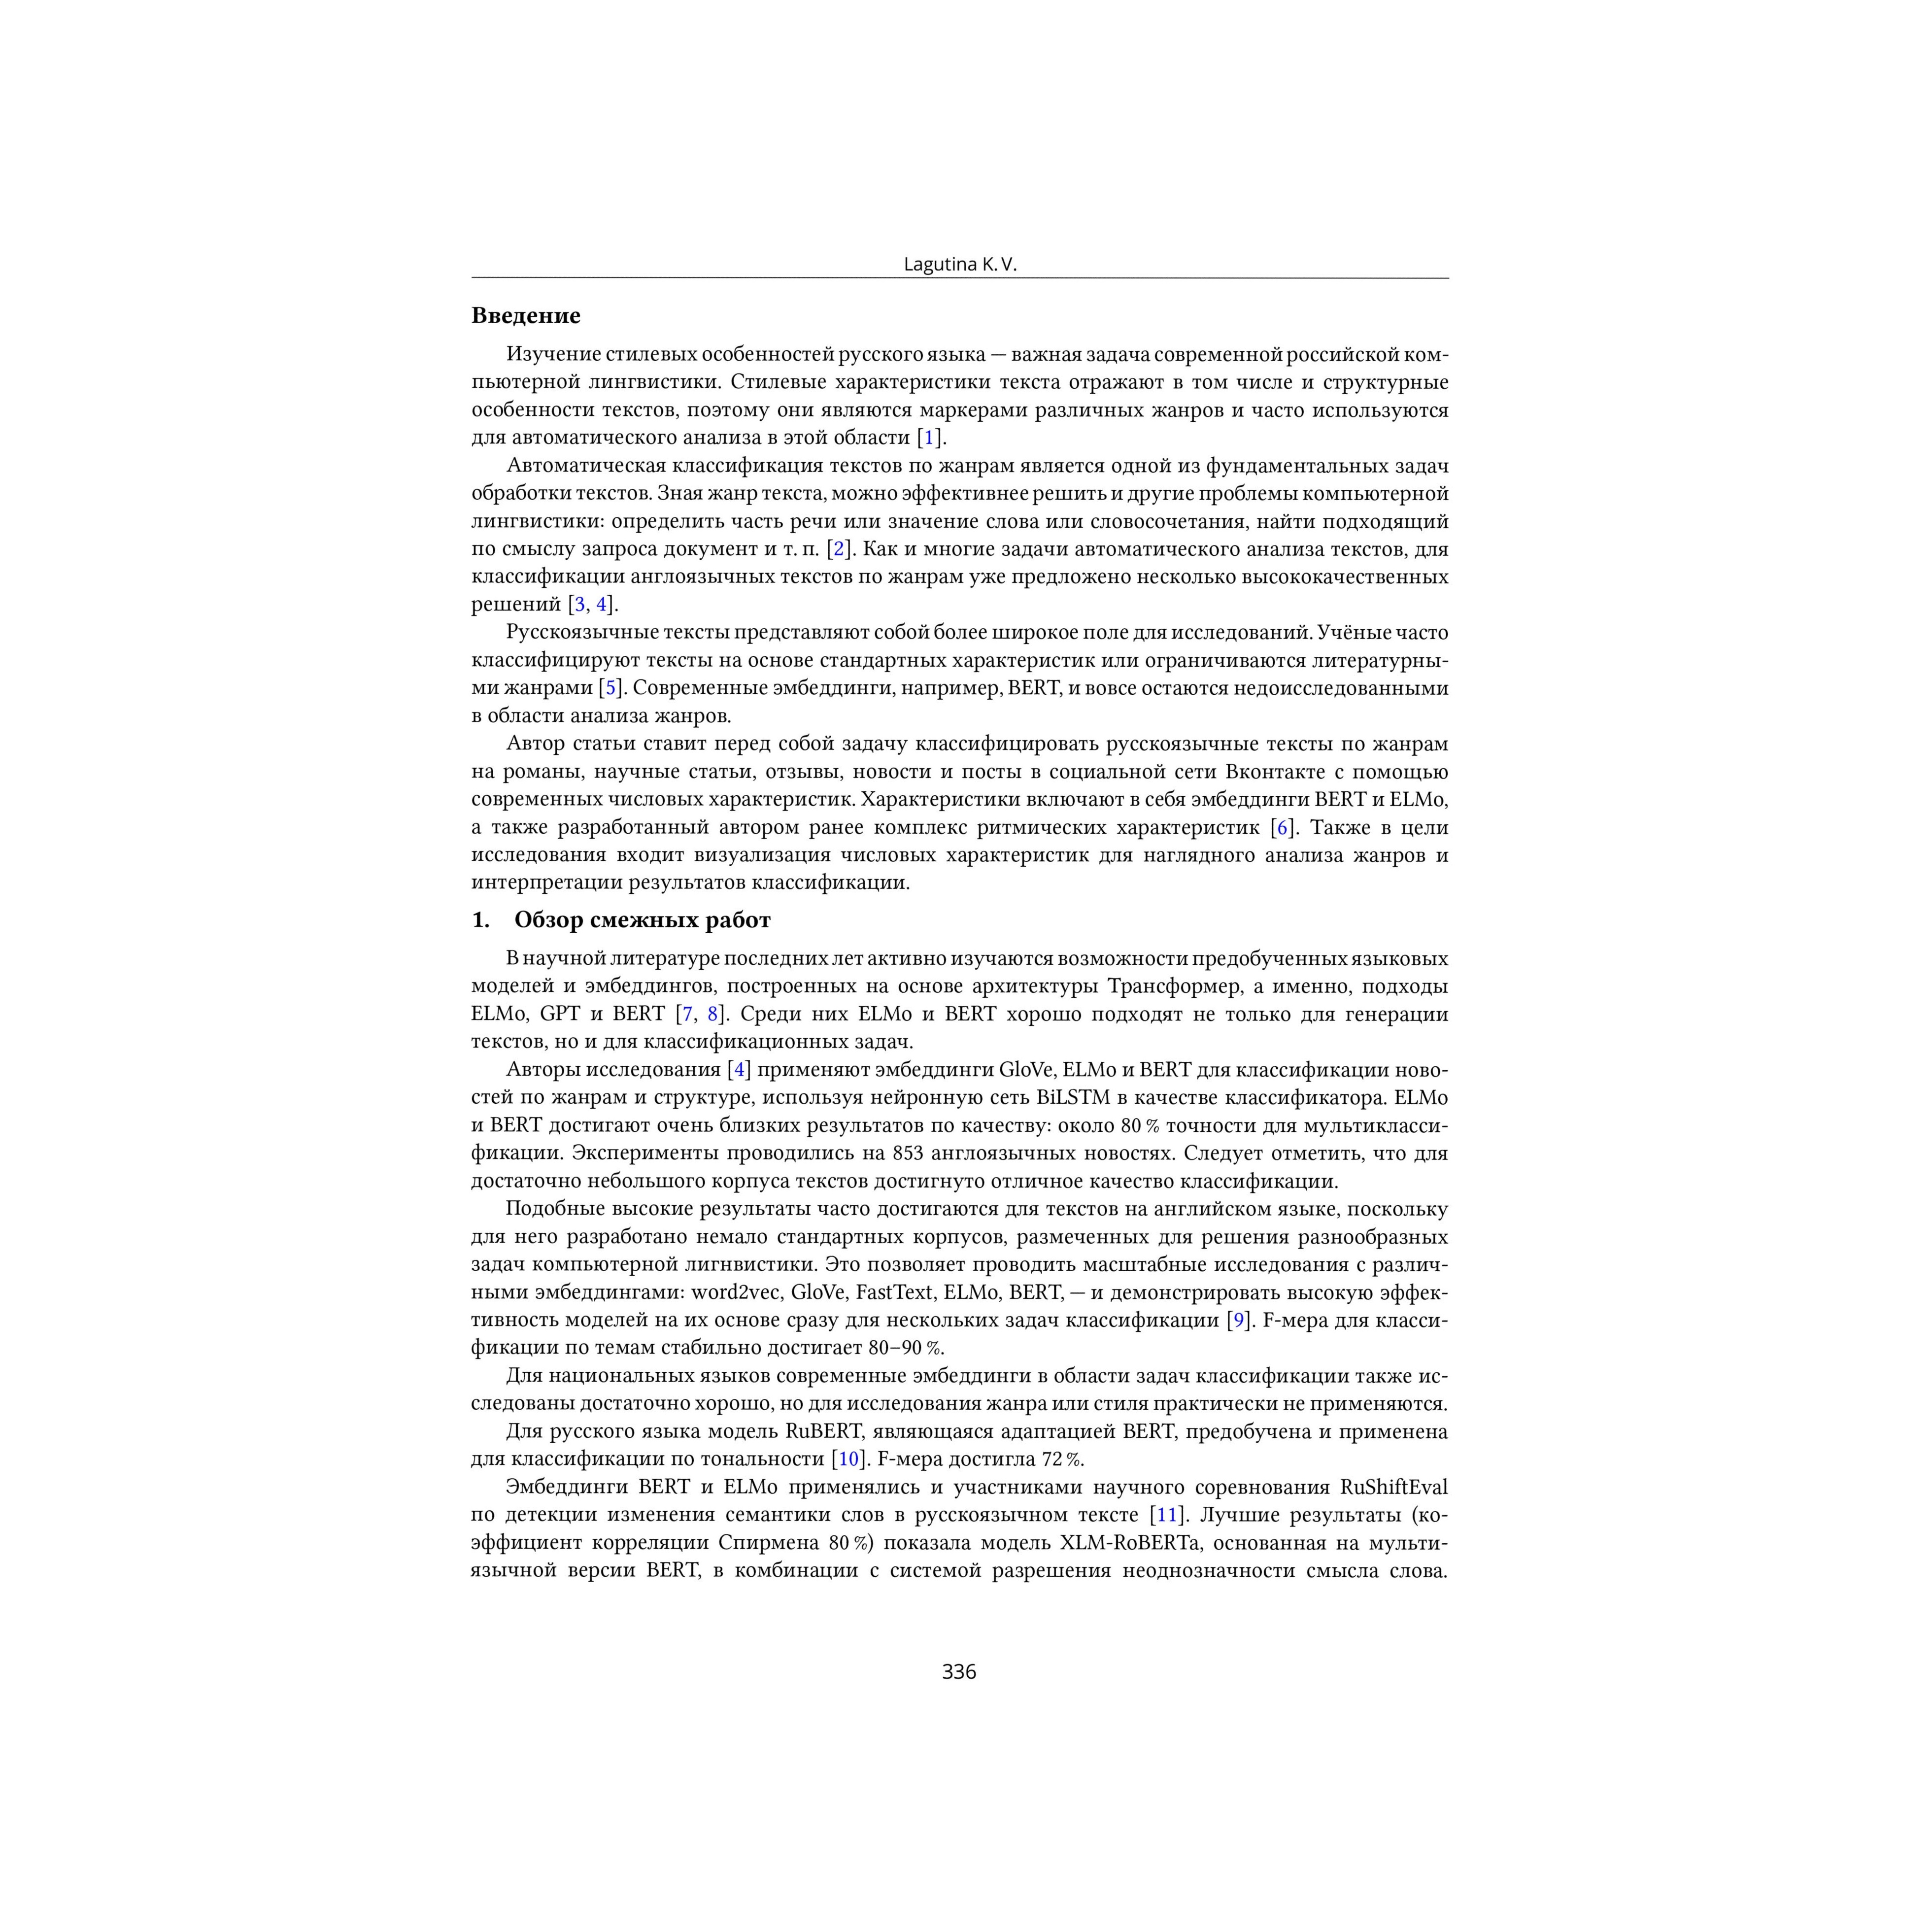 Lagutina K. V.
Введение
Изучение стилевых особенностей русского языка — важная задача современной российской ком-
пьютерной лингвистики. Стилевые характеристики текста отражают в том числе и структурные
особенности текстов, поэтому они являются маркерами различных жанров и часто используются
для автоматического анализа в этой области [1].
Автоматическая классификация текстов по жанрам является одной из фундаментальных задач
обработки текстов. Зная жанр текста, можно эффективнее решить и другие проблемы компьютерной
лингвистики: определить часть речи или значение слова или словосочетания, найти подходящий
по смыслу запроса документ и т. п. [2]. Как и многие задачи автоматического анализа текстов, для
классификации англоязычных текстов по жанрам уже предложено несколько высококачественных
решений [3, 4].
Русскоязычные тексты представляют собой более широкое поле для исследований. Учёные часто
классифицируют тексты на основе стандартных характеристик или ограничиваются литературны-
ми жанрами [5]. Современные эмбеддинги, например, BERT, и вовсе остаются недоисследованными
в области анализа жанров.
Автор статьи ставит перед собой задачу классифицировать русскоязычные тексты по жанрам
на романы, научные статьи, отзывы, новости и посты в социальной сети Вконтакте с помощью
современных числовых характеристик. Характеристики включают в себя эмбеддинги BERT и ELMo,
а также разработанный автором ранее комплекс ритмических характеристик [6]. Также в цели
исследования входит визуализация числовых характеристик для наглядного анализа жанров и
интерпретации результатов классификации.
1. Обзор смежных работ
В научной литературе последних лет активно изучаются возможности предобученных языковых
моделей и эмбеддингов, построенных на основе архитектуры Трансформер, а именно, подходы
ELMo, GPT и BERT [7, 8]. Среди них ELMo и BERT хорошо подходят не только для генерации
текстов, но и для классификационных задач.
Авторы исследования [4] применяют эмбеддинги GloVe, ELMo и BERT для классификации ново-
стей по жанрам и структуре, используя нейронную сеть BiLSTM в качестве классификатора. ELMo
и BERT достигают очень близких результатов по качеству: около 80 % точности для мультикласси-
фикации. Эксперименты проводились на 853 англоязычных новостях. Следует отметить, что для
достаточно небольшого корпуса текстов достигнуто отличное качество классификации.
Подобные высокие результаты часто достигаются для текстов на английском языке, поскольку
для него разработано немало стандартных корпусов, размеченных для решения разнообразных
задач компьютерной лигнвистики. Это позволяет проводить масштабные исследования с различ-
ными эмбеддингами: word2vec, GloVe, FastText, ELMo, BERT, — и демонстрировать высокую эффек-
тивность моделей на их основе сразу для нескольких задач классификации [9]. F-мера для класси-
фикации по темам стабильно достигает 80–90 %.
Для национальных языков современные эмбеддинги в области задач классификации также ис-
следованы достаточно хорошо, но для исследования жанра или стиля практически не применяются.
Для русского языка модель RuBERT, являющаяся адаптацией BERT, предобучена и применена
для классификации по тональности [10]. F-мера достигла 72 %.
Эмбеддинги BERT и ELMo применялись и участниками научного соревнования RuShiftEval
по детекции изменения семантики слов в русскоязычном тексте [11]. Лучшие результаты (ко-
эффициент корреляции Спирмена 80 %) показала модель XLM-RoBERTa, основанная на мульти-
язычной версии BERT, в комбинации с системой разрешения неоднозначности смысла слова.
336